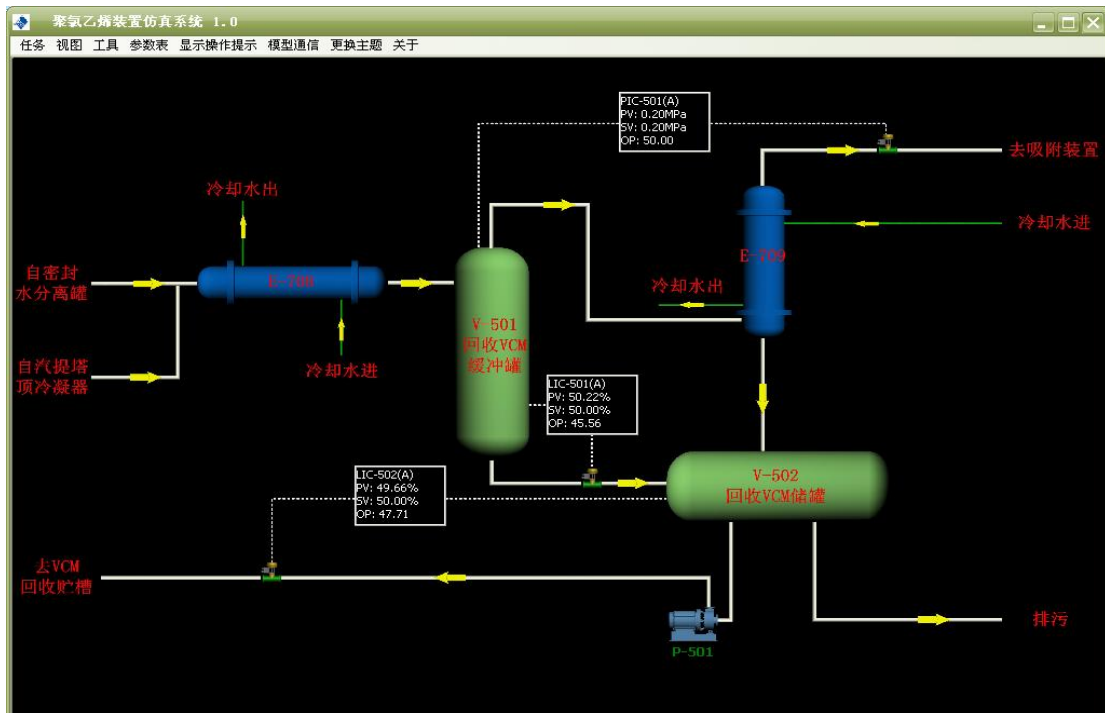 聚氯乙烯装置仿真系统 1.0
任务 视图 工具 参数表 显示操作提示 模型通信 更换主题 关于
PIC-501(A)
PV: 0.20MPa
SV: 0.20MPa
OP: 50.00
去吸附装置
冷却水出
冷却水进
E-709
自密封
水分离罐
E-708
冷却水出
V-501
回收VCM
缓冲罐
冷却水进
自汽提塔
顶冷凝器
LIC-501(A)
PV: 50.22%
SV: 50.00%
OP: 45.56
LIC-502(A)
PV: 49.66%
SV: 50.00%
OP: 47.71
V-502
回收VCM储罐
去VCM
回收贮槽
排污
P-501